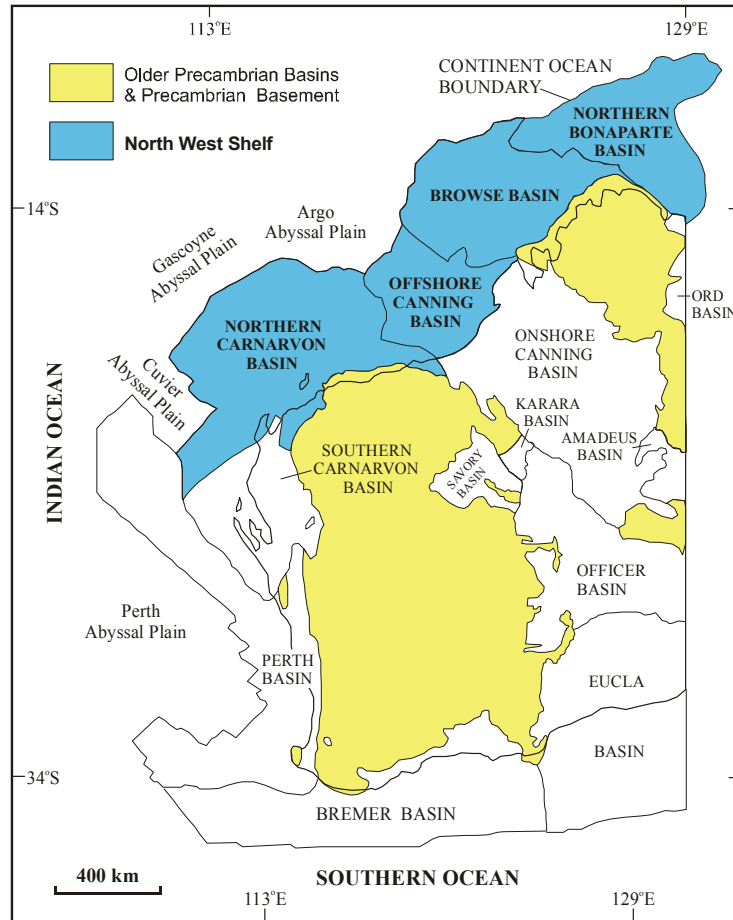 113°E
129°E
Older Precambrian Basins
& Precambrian Basement
North West Shelf
CONTINENT OCEAN
BOUNDARY
NORTHERN
BONAPARTE
BASIN
BROWSE BASIN
14°S
Argo
Abyssal Plain
Gascoyne
Abyssal Plain
OFFSHORE
CANNING
BASIN
ORD
BASIN
NORTHERN
CARNARVON
BASIN
ONSHORE
CANNING
BASIN
Cuvier
Abyssal Plain
KARARA
BASIN
AMADEUS
BASIN
INDIAN OCEAN
SOUTHERN
CARNARVON
BASIN
SAVORY
BASIN
OFFICER
BASIN
Perth
Abyssal Plain
PERTH
BASIN
EUCLA
BASIN
34°S
BREMER BASIN
400 km
SOUTHERN OCEAN
113°E
129°E